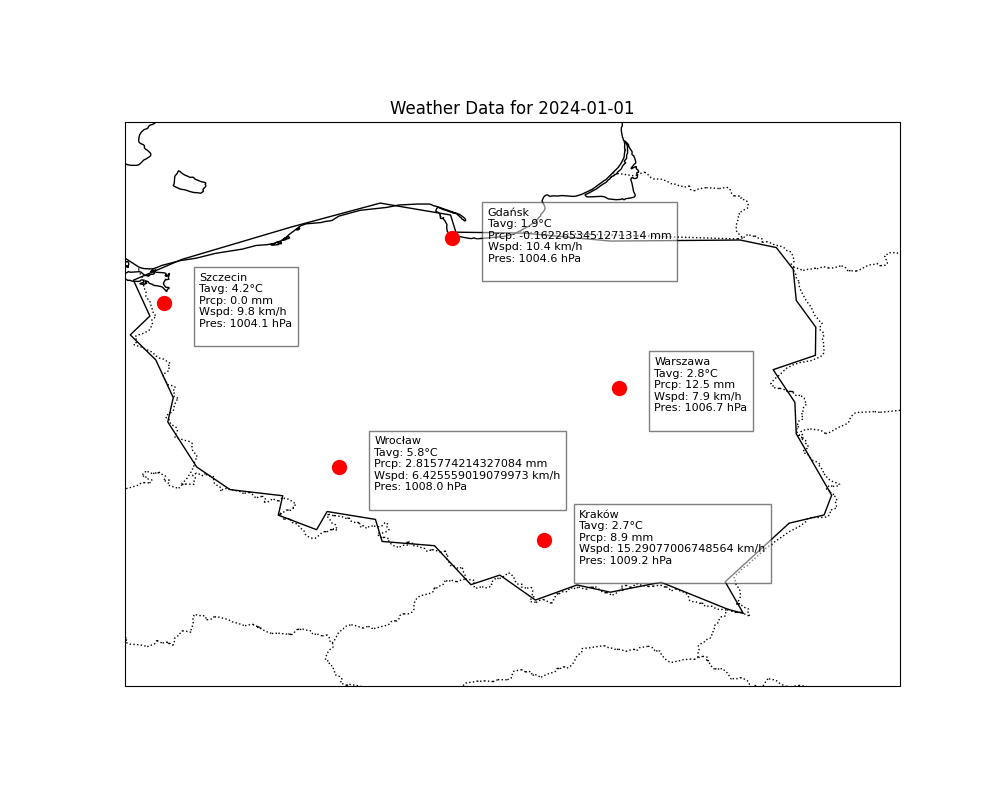 Weather Data for 2024-01-01
Gdańsk
Tavg: 1.9°C
Prcp: -0.1622653451271314 mm
Wspd: 10.4 km/h
Pres: 1004.6 hPa
Szczecin
Tavg: 4.2°C
Prcp: 0.0 mm
Wspd: 9.8 km/h
Pres: 1004.1 hPa
Warszawa
Tavg: 2.8°C
Prcp: 12.5 mm
Wspd: 7.9 km/h
Pres: 1006.7 hPa
Wrocław
Tavg: 5.8°C
Prcp: 2.815774214327084 mm
Wspd: 6.425559019079973 km/h
Pres: 1008.0 hPa
Kraków
Tavg: 2.7°C
Prcp: 8.9 mm
Wspd: 15.29077006748564 km/h
Pres: 1009.2 hPa